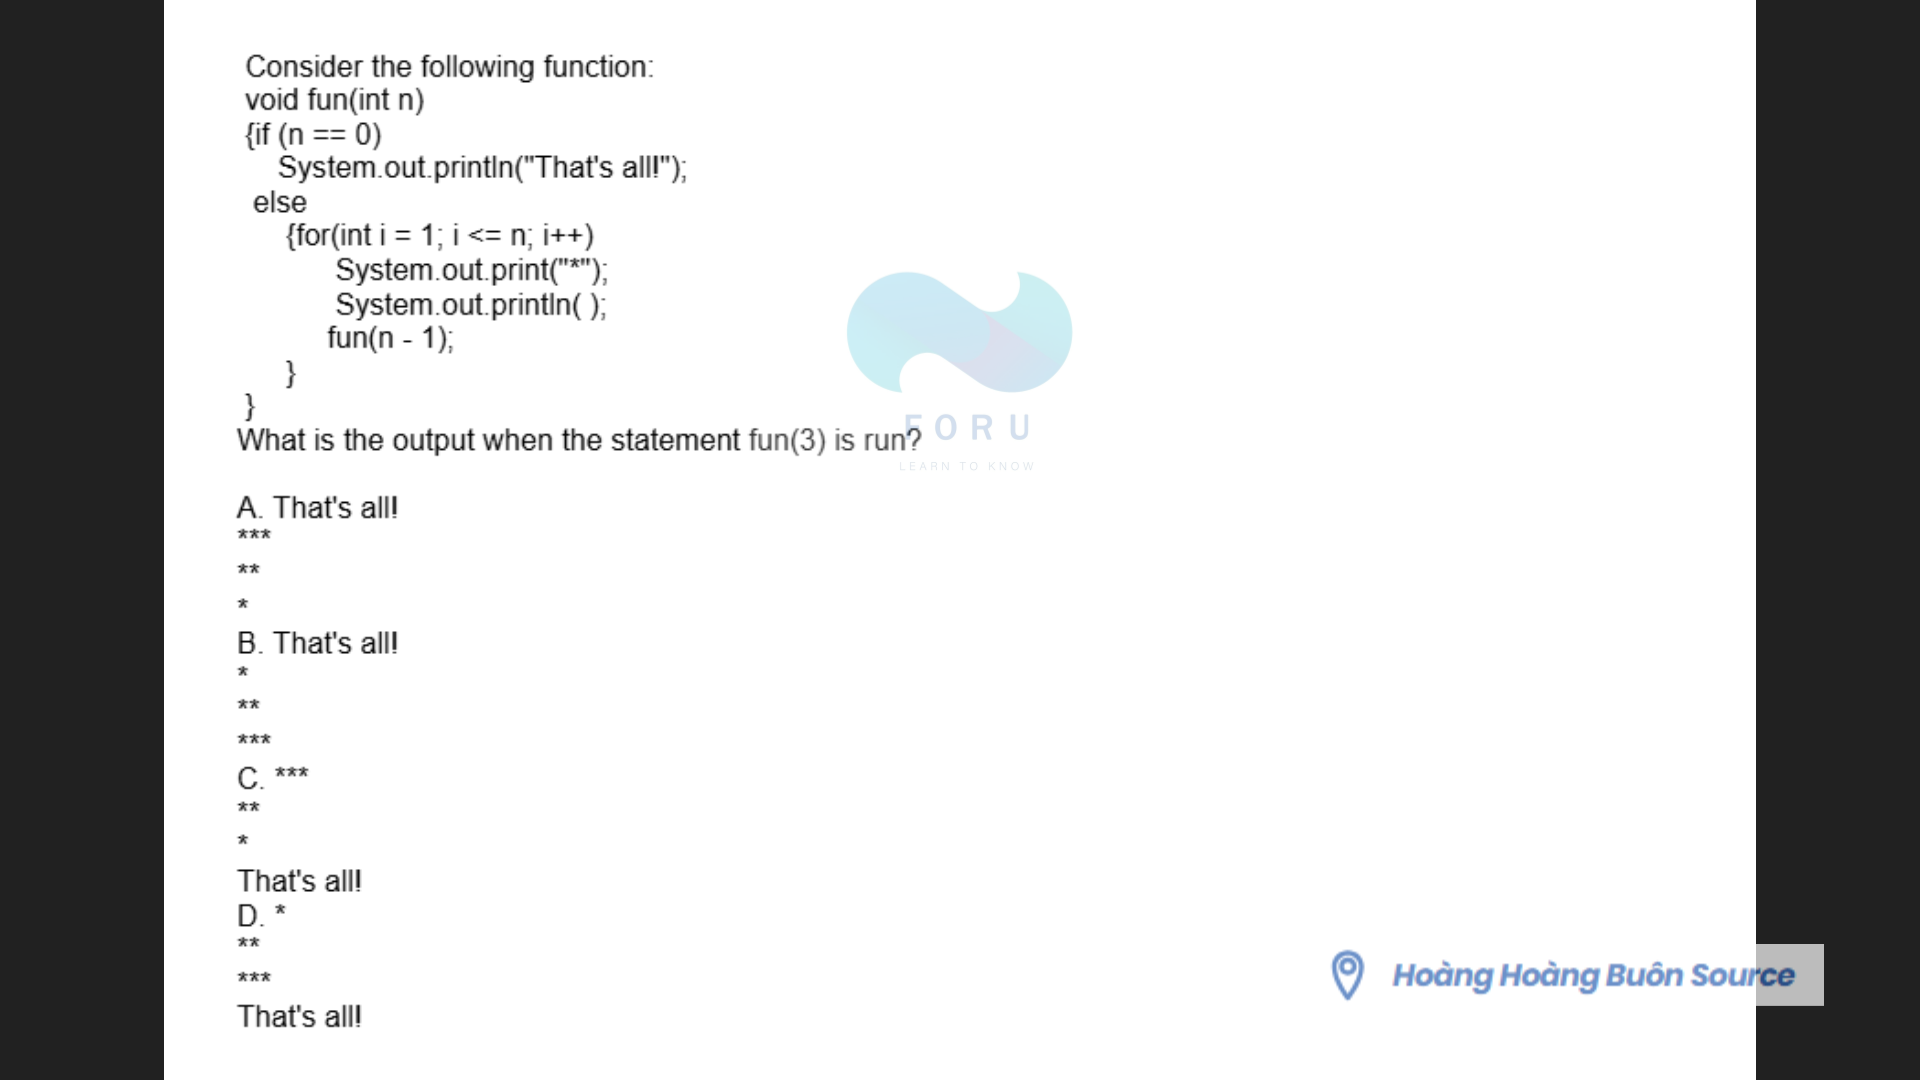 Consider the following function:
void fun(int n)
{if (n == 0)
System.out.println("That's all!");
else
{for(int i = 1; i <= n; i++)
System.out.print("*");
System.out.println( );
fun(n - 1);
}
}
What is the output when the statement fun(3) is run?
FORU
LEARN TO KNOW
A. That's all!
***
**
*
B. That's all!
*
**
***
C. ***
**
*
That's all!
D. *
**
***
That's all!
Hoàng Hoàng Buôn Source